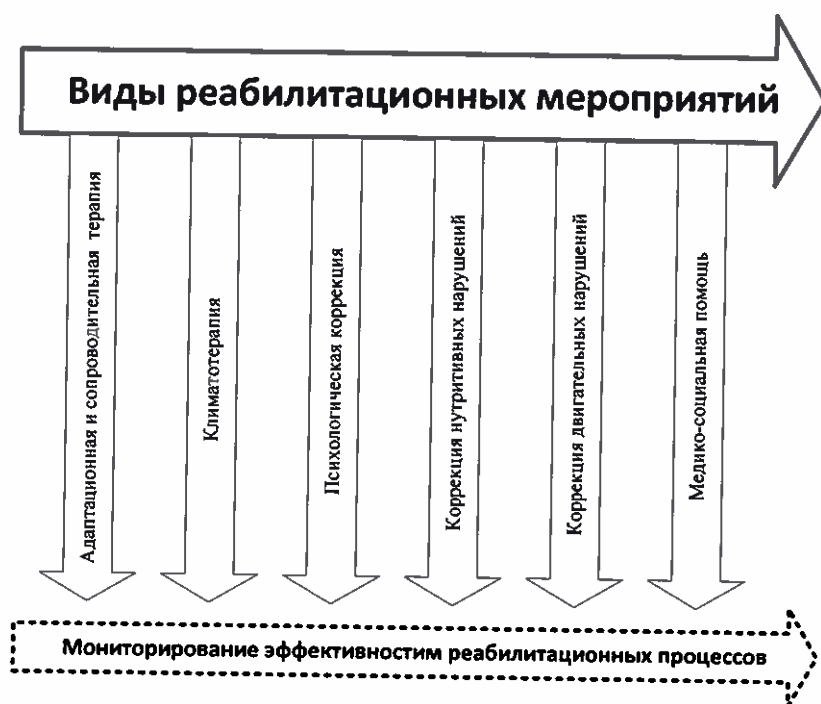 Виды реабилитационных мероприятий
Адаптационная и сопроводительная терапия
Климатотерапия
Психологическая коррекция
Коррекция нутритивных нарушений
Коррекция двигательных нарушений
Медико-социальная помощь
Мониторирование эффективностим реабилитационных процессов